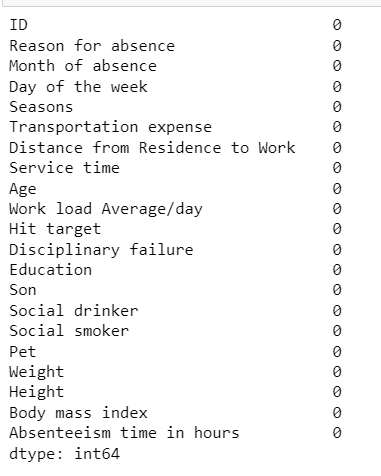 ID 0
Reason for absence 0
Month of absence 0
Day of the week 0
Seasons 0
Transportation expense 0
Distance from Residence to Work 0
Service time 0
Age 0
Work load Average/day 0
Hit target 0
Disciplinary failure 0
Education 0
Son 0
Social drinker 0
Social smoker 0
Pet 0
Weight 0
Height 0
Body mass index 0
Absenteeism time in hours 0
dtype: int64